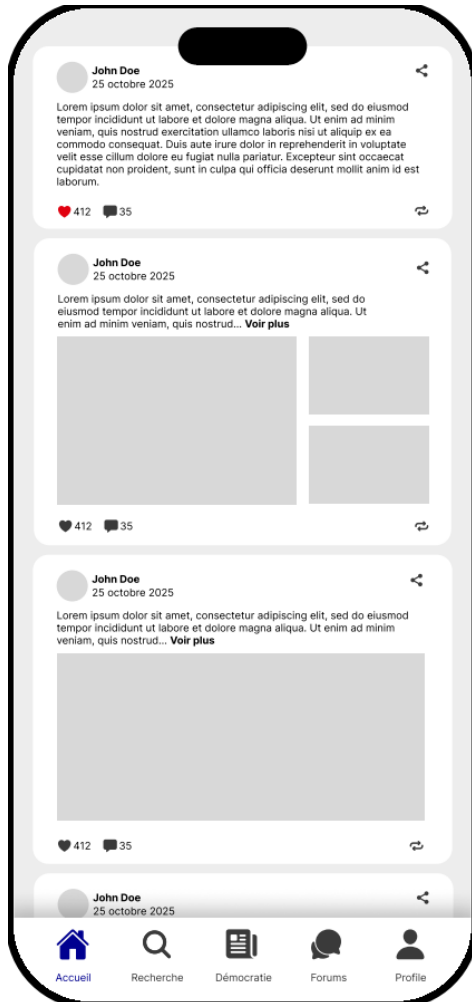 John Doe
25 octobre 2025
Lorem ipsum dolor sit amet, consectetur adipiscing elit, sed do eiusmod
tempor incididunt ut labore et dolore magna aliqua. Ut enim ad minim
veniam, quis nostrud exercitation ullamco laboris nisi ut aliquip ex ea
commodo consequat. Duis aute irure dolor in reprehenderit in voluptate
velit esse cillum dolore eu fugiat nulla pariatur. Excepteur sint occaecat
cupidatat non proident, sunt in culpa qui officia deserunt mollit anim id est
laborum.
412 35
John Doe
25 octobre 2025
Lorem ipsum dolor sit amet, consectetur adipiscing elit, sed do
eiusmod tempor incididunt ut labore et dolore magna aliqua. Ut
enim ad minim veniam, quis nostrud... Voir plus
412 35
John Doe
25 octobre 2025
Lorem ipsum dolor sit amet, consectetur adipiscing elit, sed do eiusmod
tempor incididunt ut labore et dolore magna aliqua. Ut enim ad minim
veniam, quis nostrud... Voir plus
412 35
John Doe
25 octobre 2025
Accueil Recherche Démocratie Forums Profile